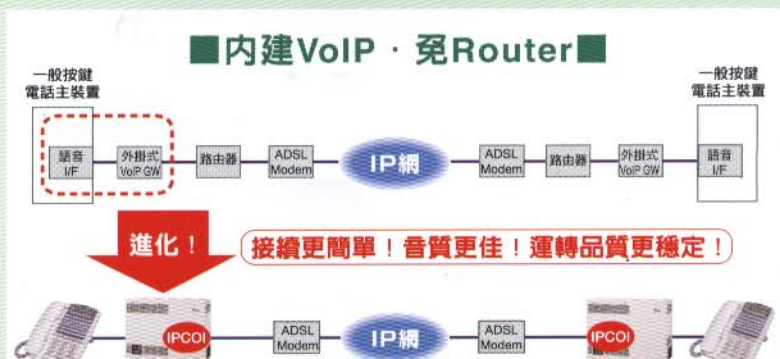 ■內建VoIP．免Router■
一般按鍵
電話主裝置
一般按鍵
電話主裝置
語音
I/F
外掛式
VoIP GW
路由器
ADSL
Modem
IP網
ADSL
Modem
路由器
外掛式
VoIP GW
語音
I/F
進化！
接續更簡單！音質更佳！運轉品質更穩定！
IPCOI
ADSL
Modem
IP網
ADSL
Modem
IPCOI